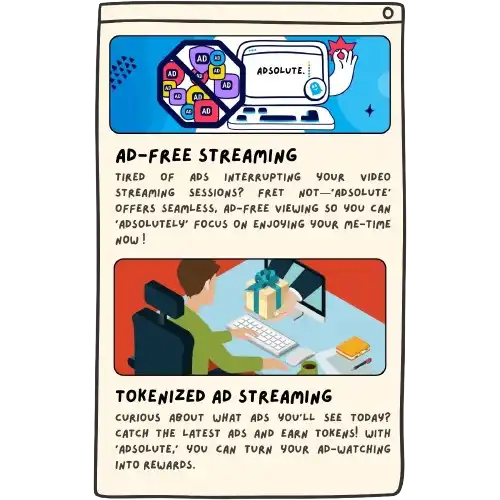 AD AD AD AD AD AD AD AD
ADSOLUTE.
AD-FREE STREAMING
TIRED OF ADS INTERRUPTING YOUR VIDEO
STREAMING SESSIONS? FRET NOT—'ADSOLUTE'
OFFERS SEAMLESS, AD-FREE VIEWING SO YOU CAN
'ADSOLUTELY' FOCUS ON ENJOYING YOUR ME-TIME
NOW!
TOKENIZED AD STREAMING
CURIOUS ABOUT WHAT ADS YOU'LL SEE TODAY?
CATCH THE LATEST ADS AND EARN TOKENS! WITH
'ADSOLUTE,' YOU CAN TURN YOUR AD-WATCHING
INTO REWARDS.